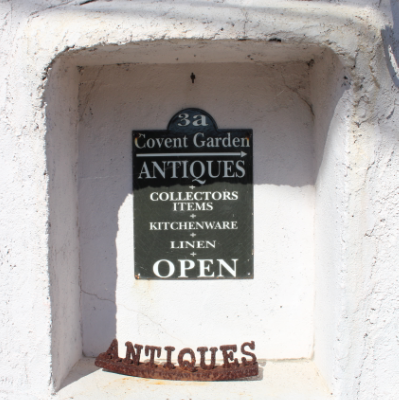 3a
Covent Garden
ANTIQUES
+
COLLECTORS
ITEMS
+
KITCHENWARE
+
LINEN
+
OPEN
ANTIQUES